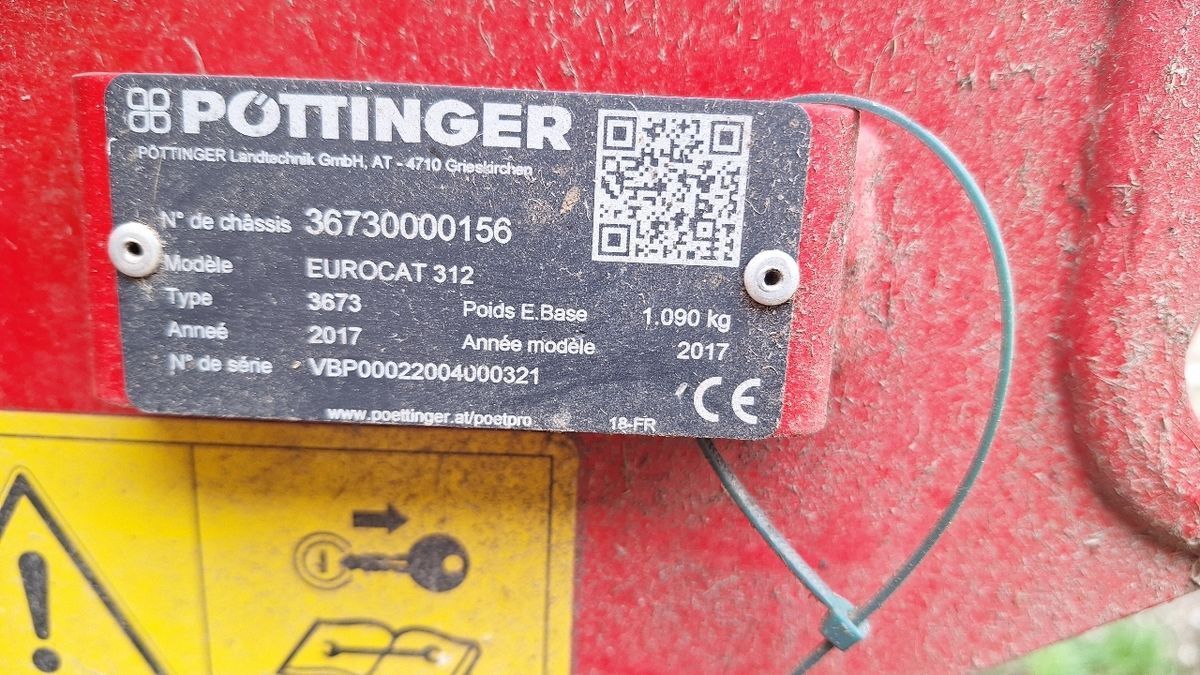 PÖTTINGER
PÖTTINGER Landtechnik GmbH, AT - 4710 Grieskirchen
N° de châssis 36730000156
Modèle EUROCAT 312
Type 3673 Poids E.Base 1.090 kg
Anneé 2017 Année modèle 2017
N° de série VBP00022004000321
www.poettinger.at/poetpro 18-FR CE